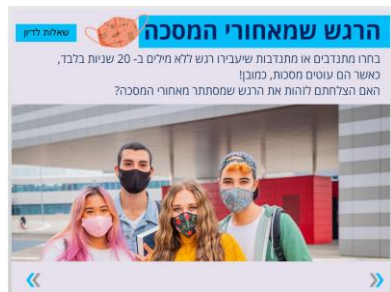 הרגש שמאחורי המסכה
שאלות לדיון
בחרו מתנדבים או מתנדבות שיעבירו רגש ללא מילים ב- 20 שניות בלבד,
כאשר הם עוטים מסכות, כמובן!
האם הצלחתם לזהות את הרגש שמסתתר מאחורי המסכה?